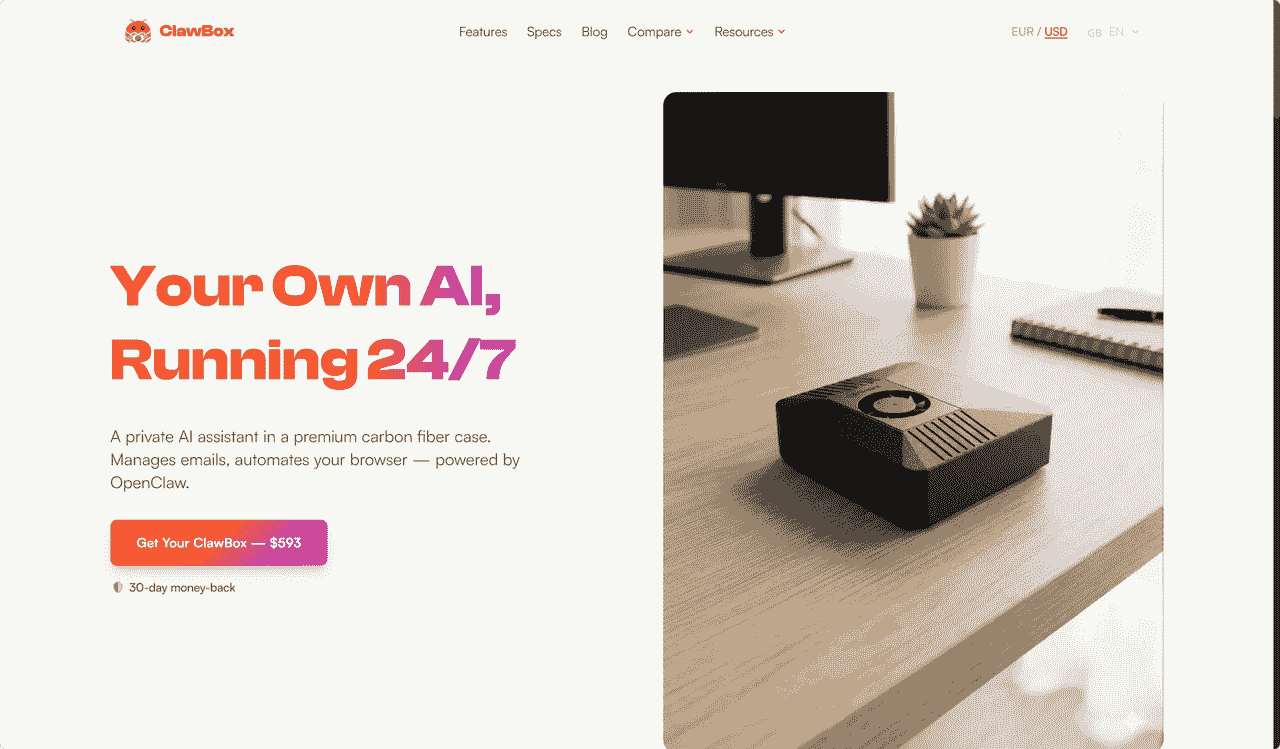 ClawBox
Features
Specs
Blog
Compare
Resources
EUR / USD
GB EN
Your Own AI,
Running 24/7
A private AI assistant in a premium carbon fiber case.
Manages emails, automates your browser — powered by
OpenClaw.
Get Your ClawBox — $593
30-day money-back